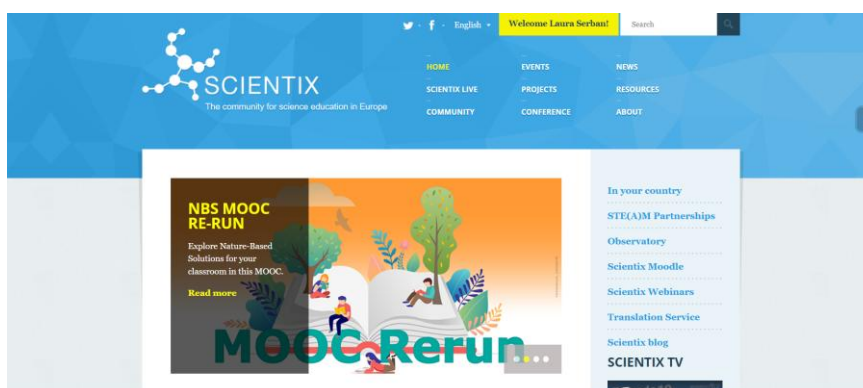 English
Welcome Laura Serban!
Search
SCIENTIX
The community for science education in Europe
HOME
EVENTS
NEWS
SCIENTIX LIVE
PROJECTS
RESOURCES
COMMUNITY
CONFERENCE
ABOUT
NBS MOOC
RE-RUN
Explore Nature-Based
Solutions for your
classroom in this MOOC.
Read more
MOOC Rerun
In your country
STE(A)M Partnerships
Observatory
Scientix Moodle
Scientix Webinars
Translation Service
Scientix blog
SCIENTIX TV